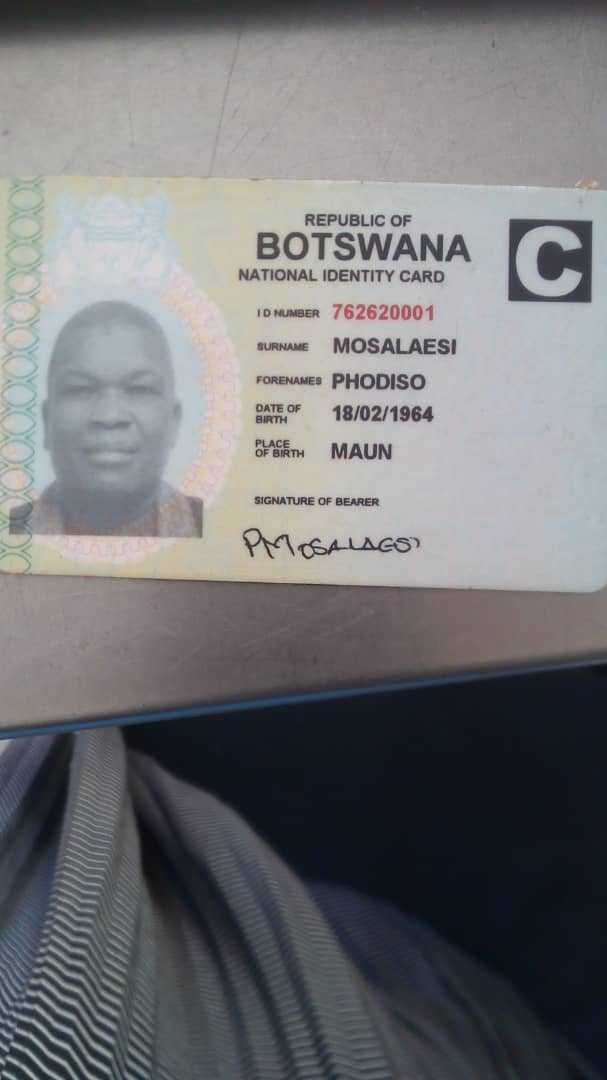 REPUBLIC OF
BOTSWANA
NATIONAL IDENTITY CARD
C
I D NUMBER 762620001
SURNAME MOSALAESI
FORENAMES PHODISO
DATE OF BIRTH 18/02/1964
PLACE OF BIRTH MAUN
SIGNATURE OF BEARER
PMosalaesi